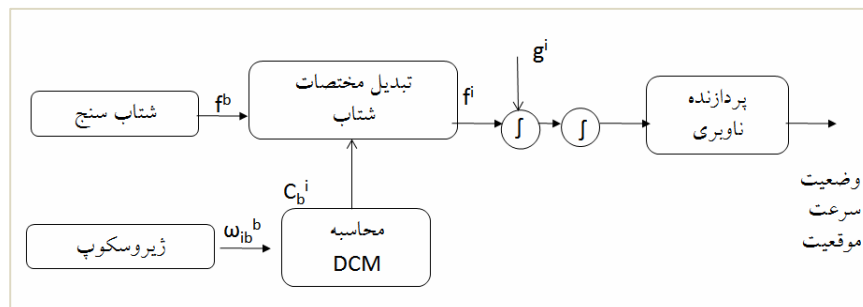 شتاب سنج
f^b
تبدیل مختصات
شتاب
f^i
g^i
∫
∫
پردازنده
ناوبری
وضعیت
سرعت
موقعیت
C_b^i
ژیروسکوپ
ω_ib^b
محاسبه
DCM